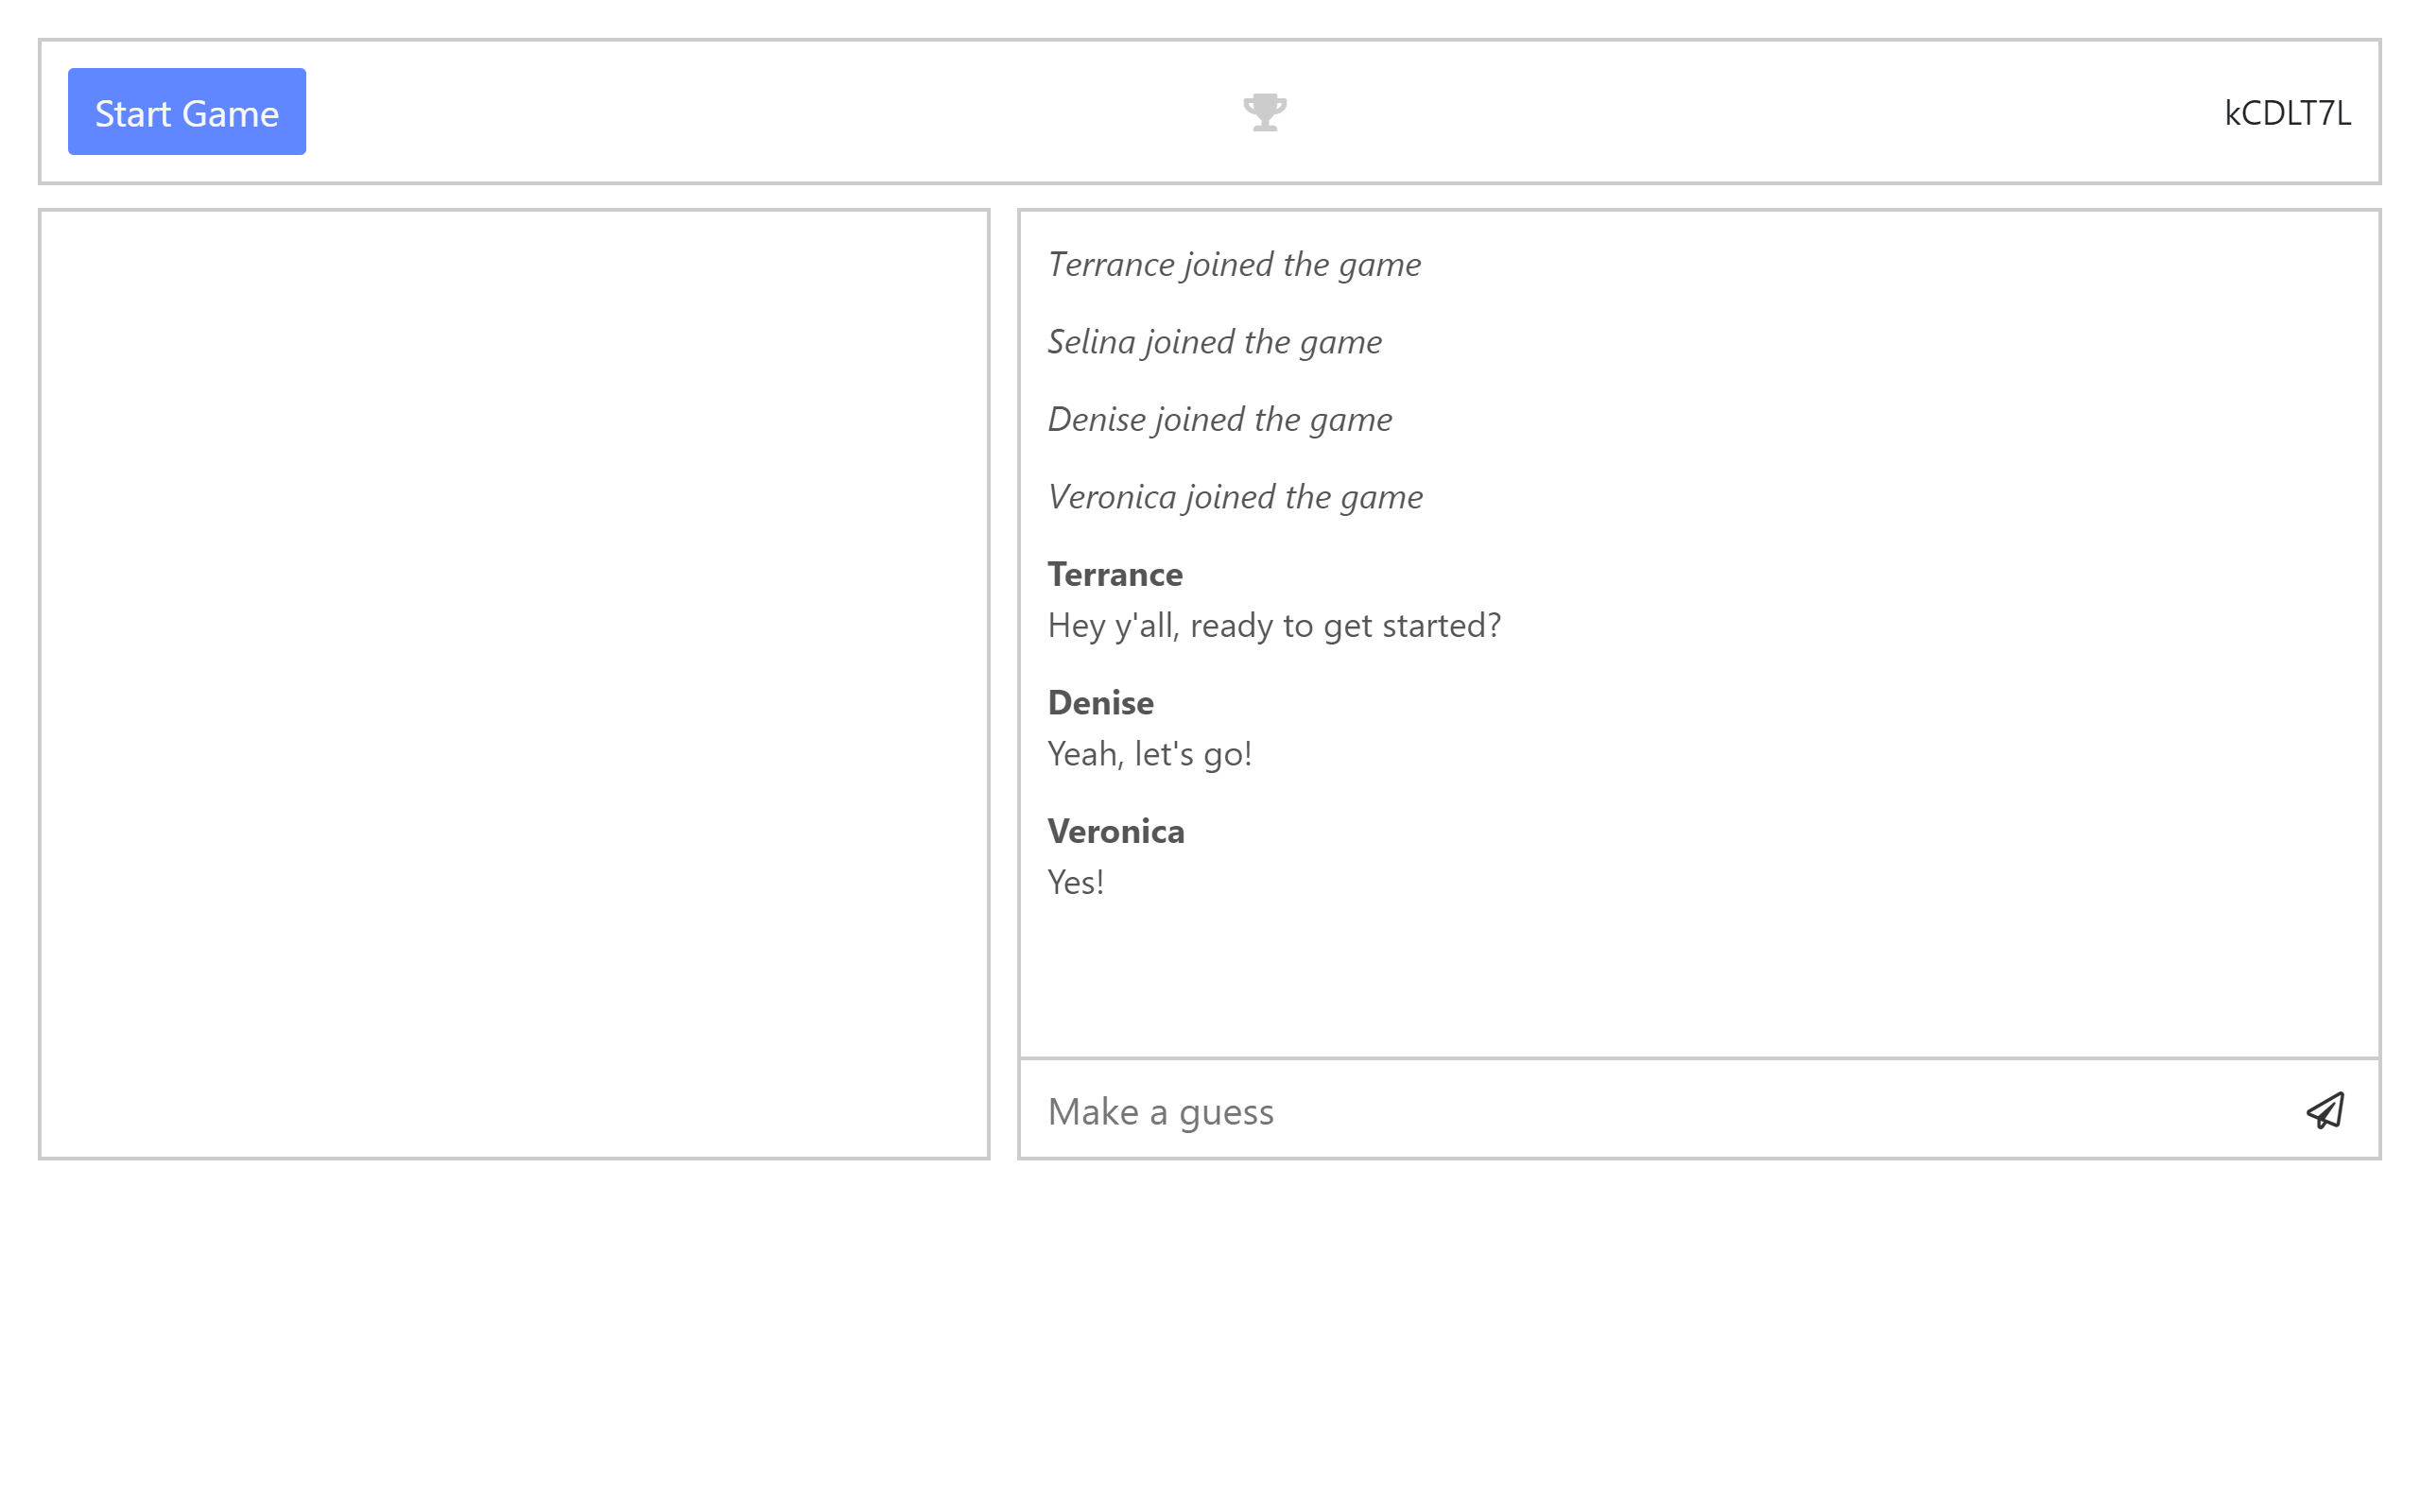 Start Game
kCDLT7L
Terrance joined the game
Selina joined the game
Denise joined the game
Veronica joined the game
Terrance
Hey y'all, ready to get started?
Denise
Yeah, let's go!
Veronica
Yes!
Make a guess